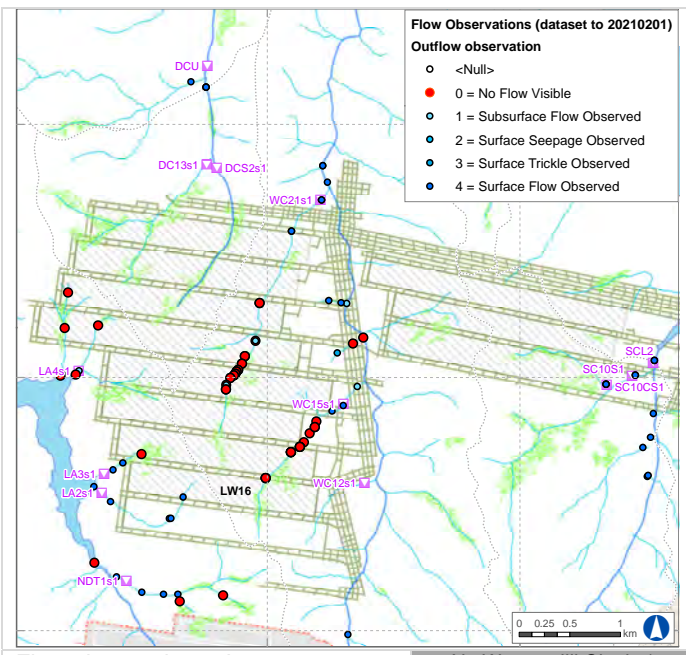 Flow Observations (dataset to 20210201)
Outflow observation
<Null>
0 = No Flow Visible
1 = Subsurface Flow Observed
2 = Surface Seepage Observed
3 = Surface Trickle Observed
4 = Surface Flow Observed
DCU
DC13s1
DCS2s1
WC21s1
LA4s1
SCL2
SC10S1
SC10CS1
WC15s1
LA3s1
LA2s1
LW16
WC12s1
NDT1s1
0 0.25 0.5 1
km